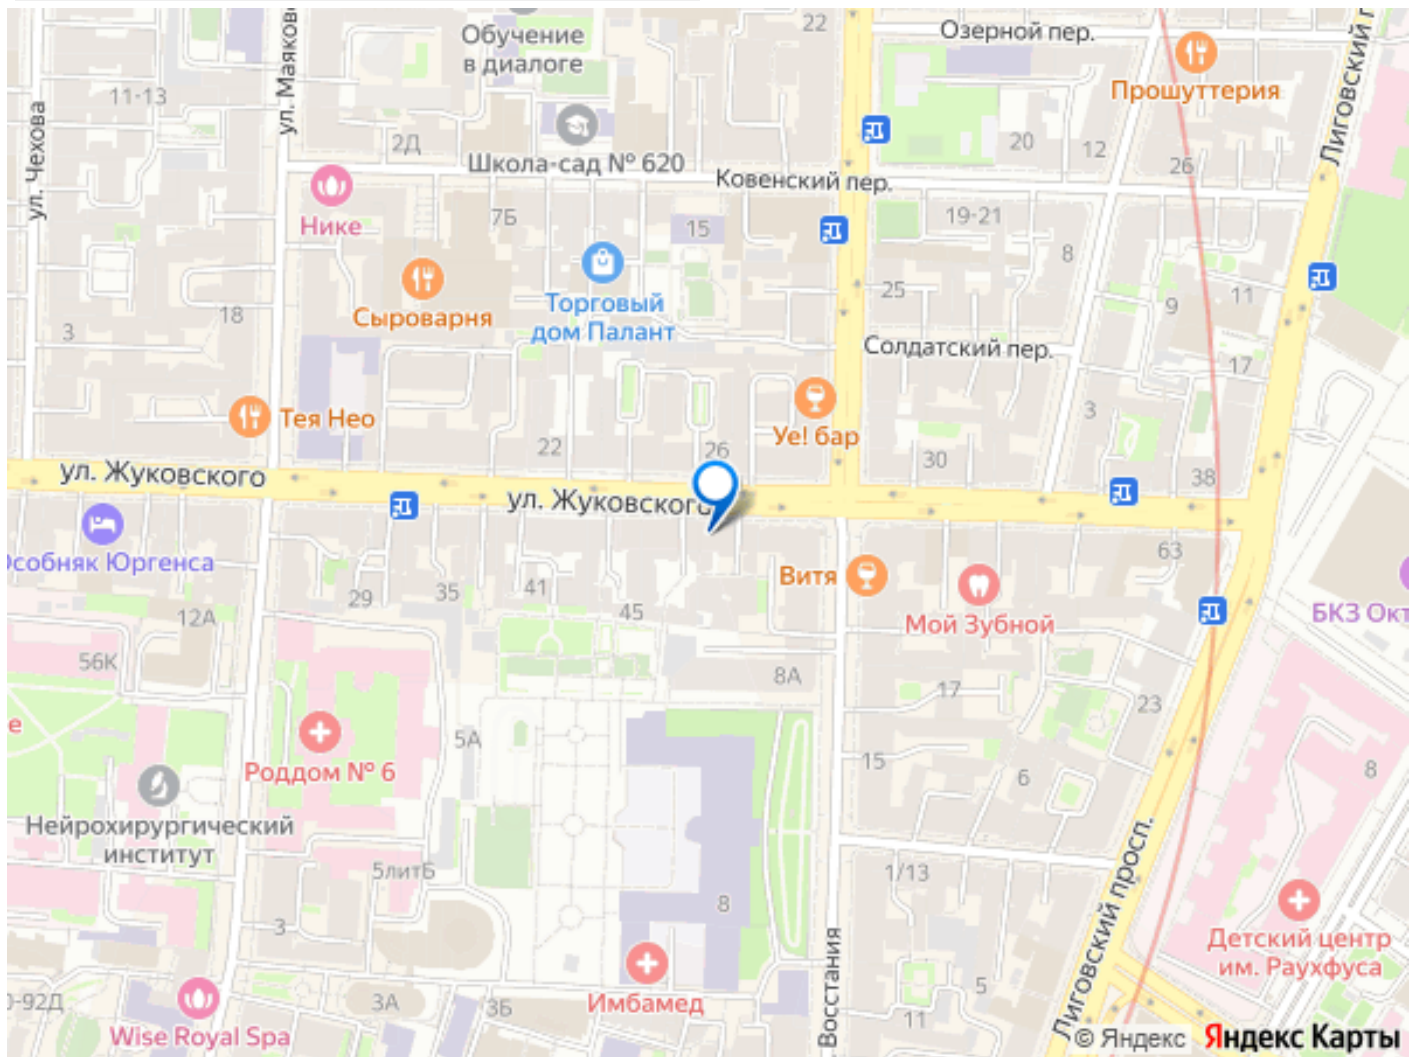 22
Озерной пер.
Обучение
в диалоге
Прошуттерия
11-13
ул. Маяков
ул. Чехова
Лиговский п
2Д
20
12
26
Школа-сад № 620
Ковенский пер.
Нике
7Б
15
19-21
8
Сыроварня
Торговый
дом Палант
25
9
11
18
3
Солдатский пер.
17
Тея Нео
22
26
Уе! бар
3
30
38
ул. Жуковского
ул. Жуковского
Особняк Юргенса
63
Витя
29
35
41
45
12А
Мой Зубной
БКЗ Окт
56К
8А
17
23
е
5А
15
6
8
Роддом № 6
Нейрохирургический
институт
5литБ
1/13
8
3
Лиговский просп.
Восстания
Детский центр
им. Раухфуса
0-92Д
3А
3Б
Имбамед
5
11
Wise Royal Spa
© Яндекс Яндекс Карты